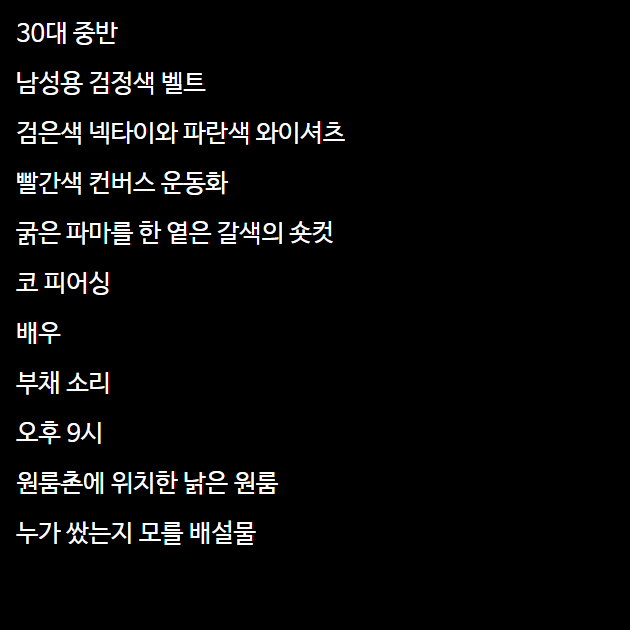 30대 중반
남성용 검정색 벨트
검은색 넥타이와 파란색 와이셔츠
빨간색 컨버스 운동화
굵은 파마를 한 옅은 갈색의 숏컷
코 피어싱
배우
부채 소리
오후 9시
원룸촌에 위치한 낡은 원룸
누가 쌌는지 모를 배설물